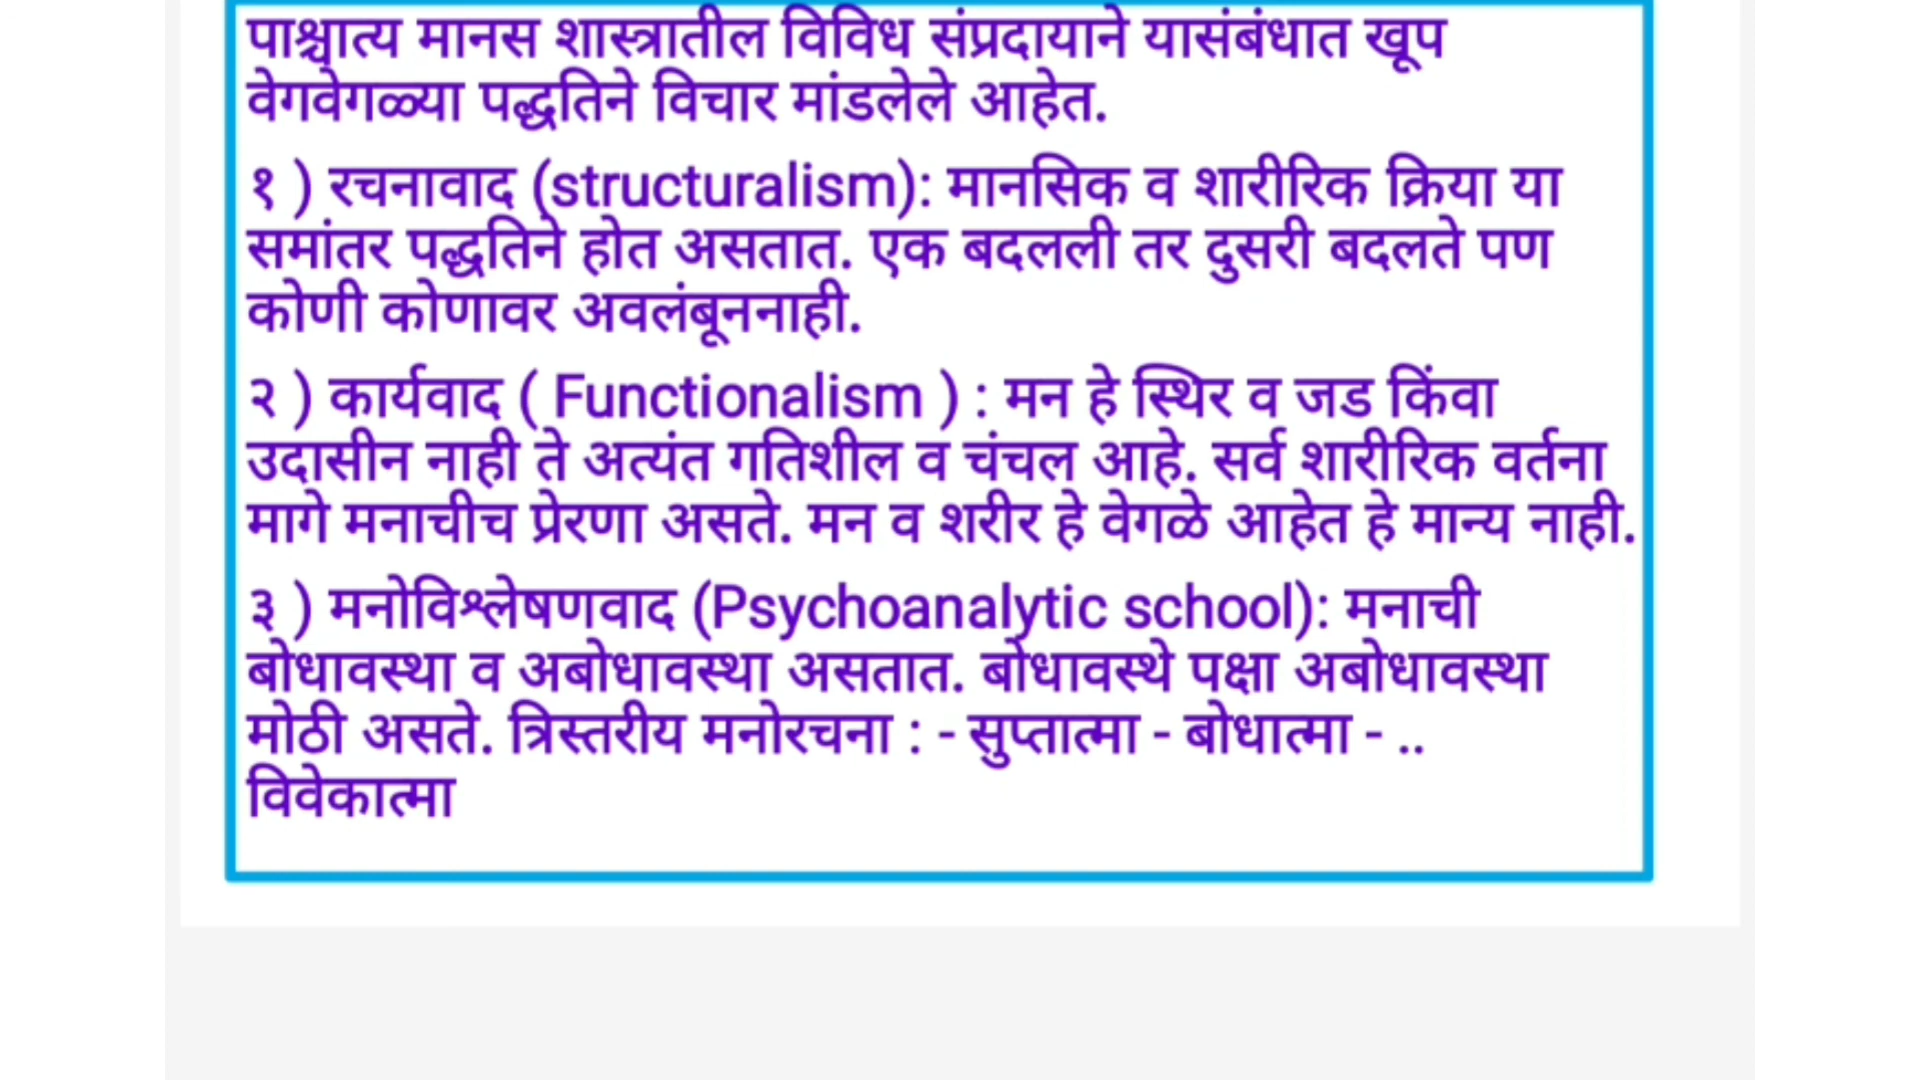 पाश्चात्य मानस शास्त्रातील विविध संप्रदायाने यासंबंधात खूप
वेगवेगळ्या पद्धतिने विचार मांडलेले आहेत.
१ ) रचनावाद (structuralism): मानसिक व शारीरिक क्रिया या
समांतर पद्धतिने होत असतात. एक बदलली तर दुसरी बदलते पण
कोणी कोणावर अवलंबूननाही.
२ ) कार्यवाद ( Functionalism ) : मन हे स्थिर व जड किंवा
उदासीन नाही ते अत्यंत गतिशील व चंचल आहे. सर्व शारीरिक वर्तना
मागे मनाचीच प्रेरणा असते. मन व शरीर हे वेगळे आहेत हे मान्य नाही.
३ ) मनोविश्लेषणवाद (Psychoanalytic school): मनाची
बोधावस्था व अबोधावस्था असतात. बोधावस्थे पक्षा अबोधावस्था
मोठी असते. त्रिस्तरीय मनोरचना : - सुप्तात्मा - बोधात्मा - ..
विवेकात्मा